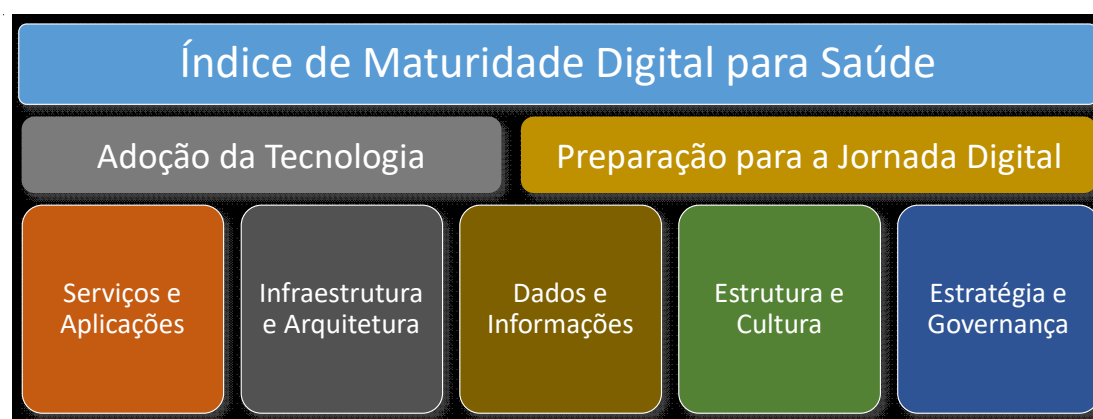 Índice de Maturidade Digital para Saúde
Adoção da Tecnologia
Preparação para a Jornada Digital
Serviços e
Aplicações
Infraestrutura
e Arquitetura
Dados e
Informações
Estrutura e
Cultura
Estratégia e
Governança